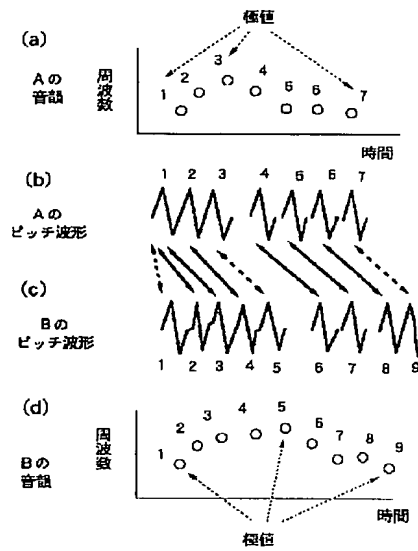 極値
(a)
Aの
音韻
周波数
1 2 3 4 5 6 7
時間
(b)
1 2 3 4 5 6 7
Aの
ピッチ波形
(c)
Bの
ピッチ波形
1 2 3 4 5 6 7 8 9
(d)
周波数
1 2 3 4 5 6 7 8 9
Bの
音韻
時間
極値